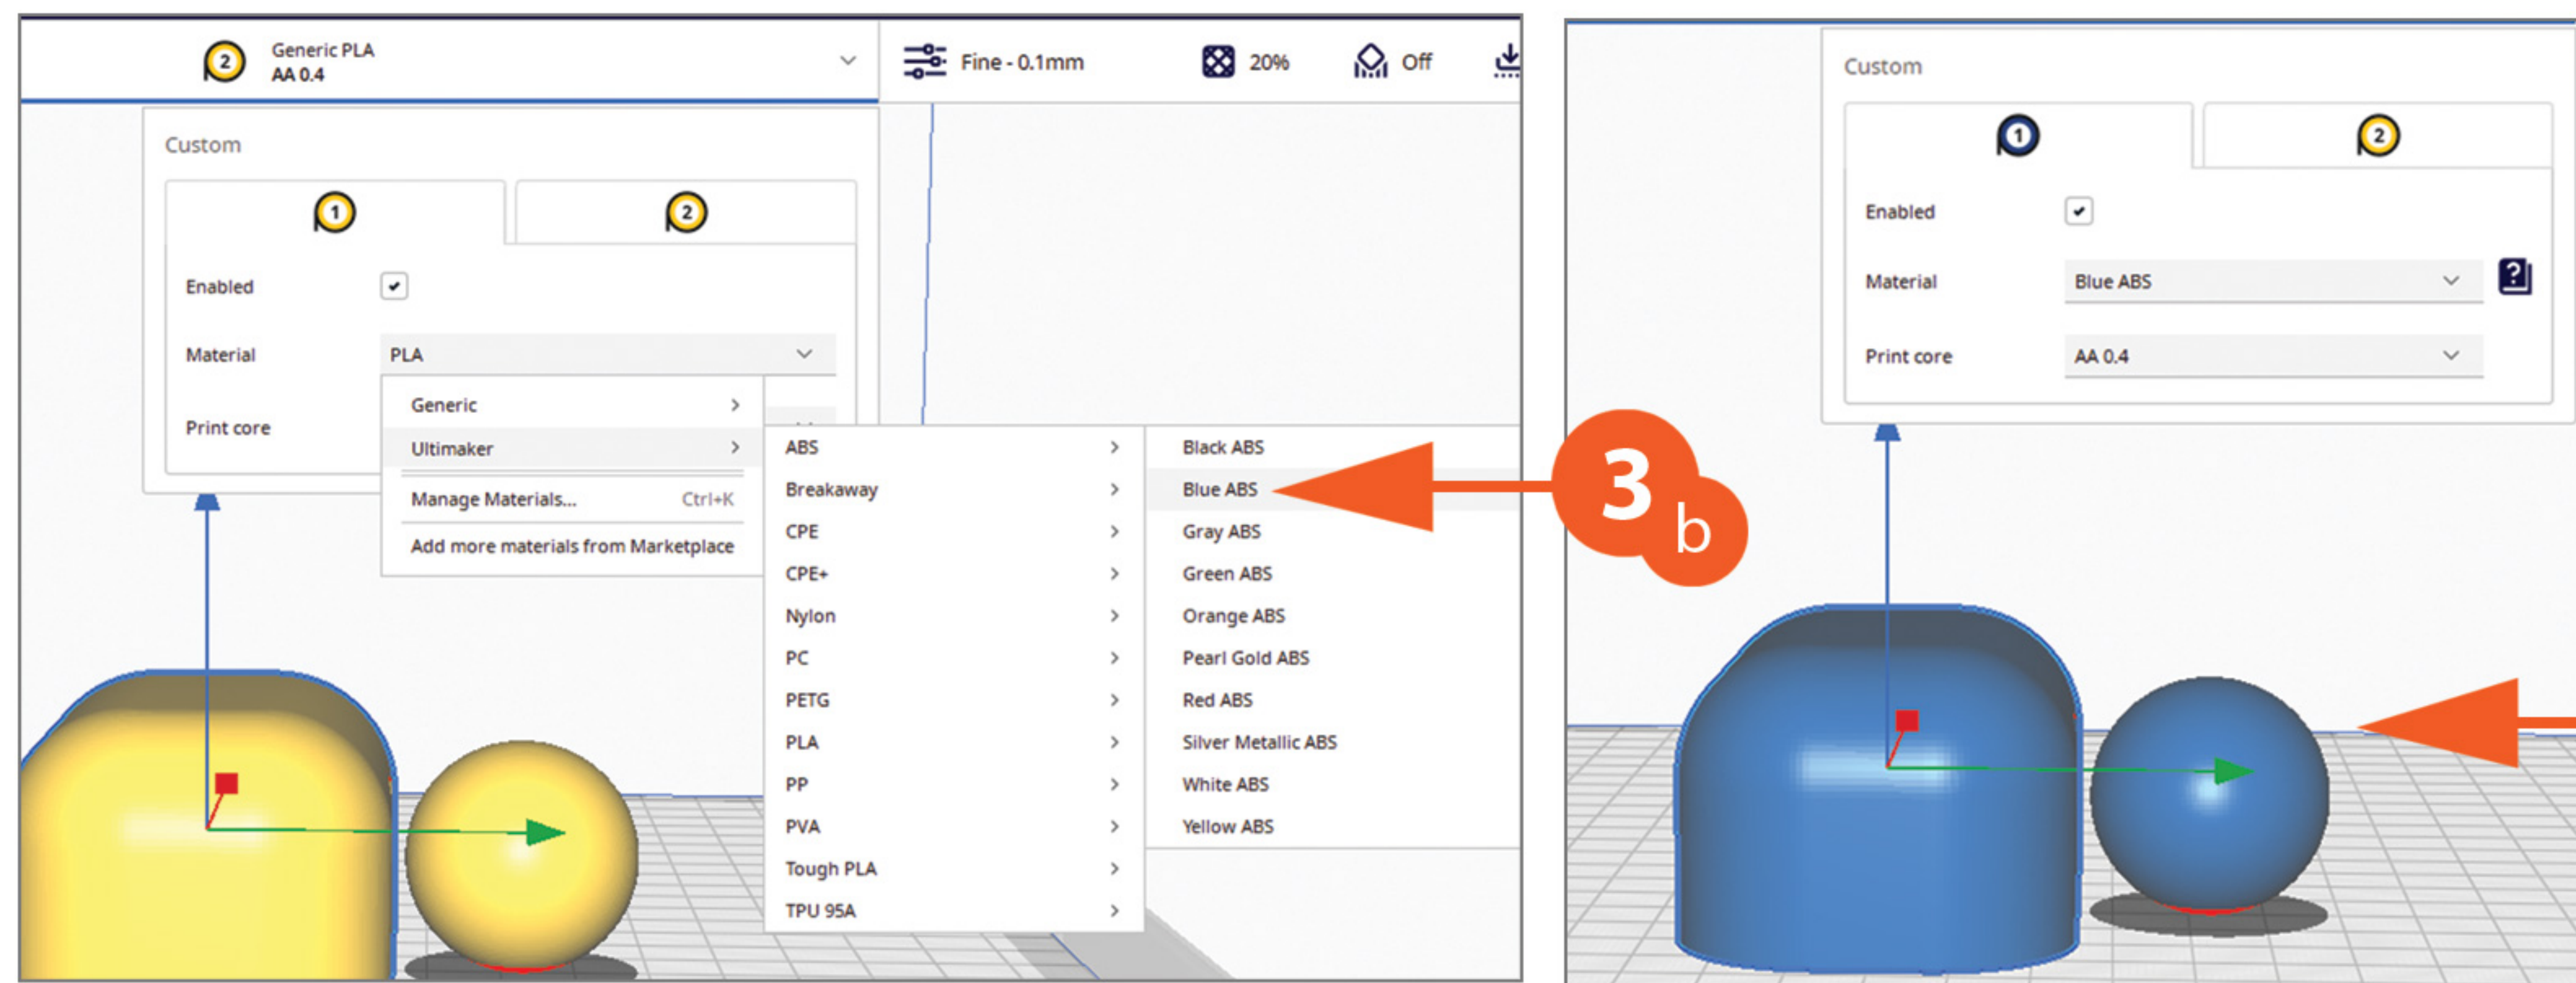 2
Generic PLA
AA 0.4
Fine - 0.1mm
20%
Off
Custom
1
2
Enabled
Material
PLA
Print core
Generic
Ultimaker
Manage Materials...
Ctrl+K
Add more materials from Marketplace
ABS
Breakaway
CPE
CPE+
Nylon
PC
PETG
PLA
PP
PVA
Tough PLA
TPU 95A
Black ABS
Blue ABS
Gray ABS
Green ABS
Orange ABS
Pearl Gold ABS
Red ABS
Silver Metallic ABS
White ABS
Yellow ABS
3
b
Custom
1
2
Enabled
Material
Blue ABS
?
Print core
AA 0.4